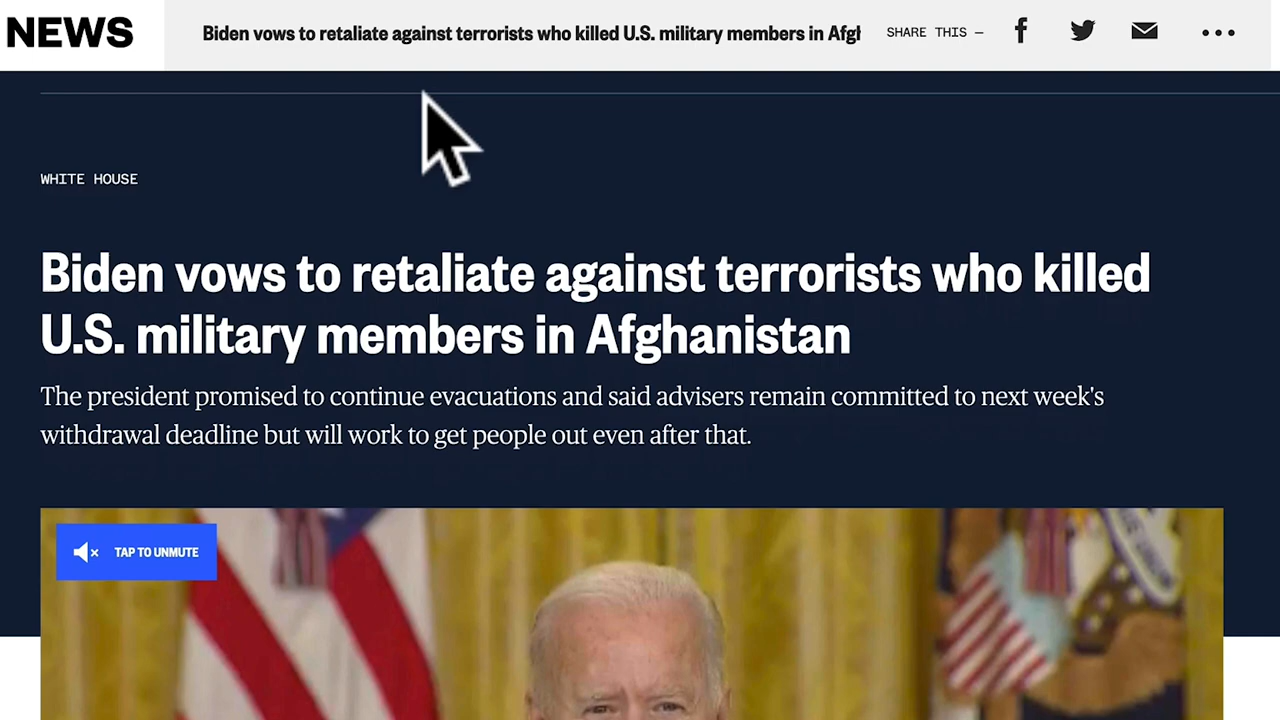 NEWS
Biden vows to retaliate against terrorists who killed U.S. military members in Afgh
SHARE THIS —
WHITE HOUSE
Biden vows to retaliate against terrorists who killed
U.S. military members in Afghanistan
The president promised to continue evacuations and said advisers remain committed to next week's
withdrawal deadline but will work to get people out even after that.
TAP TO UNMUTE